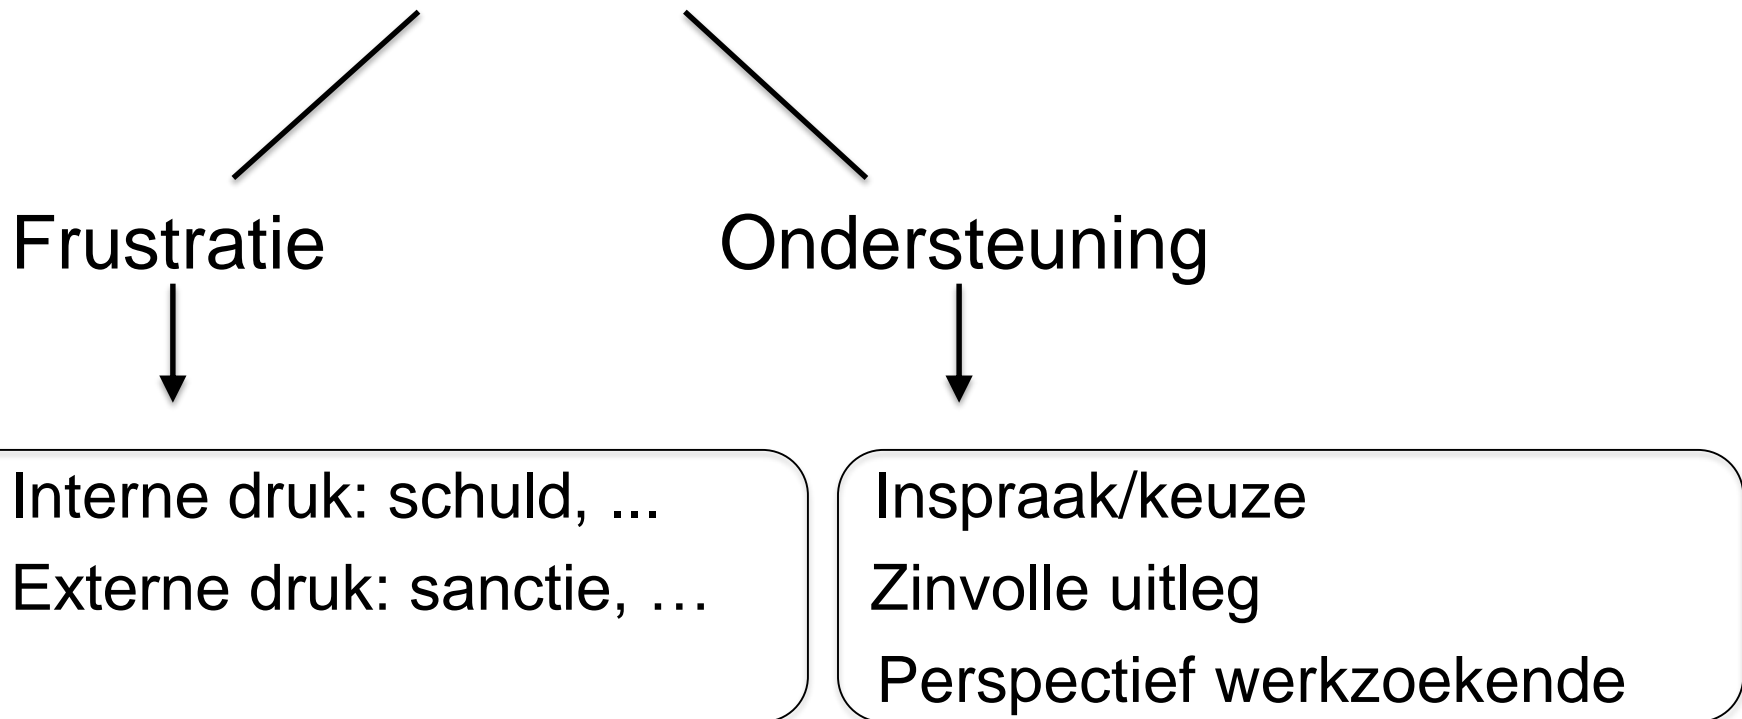 Frustratie
Ondersteuning
Interne druk: schuld, ...
Externe druk: sanctie, …
Inspraak/keuze
Zinvolle uitleg
Perspectief werkzoekende